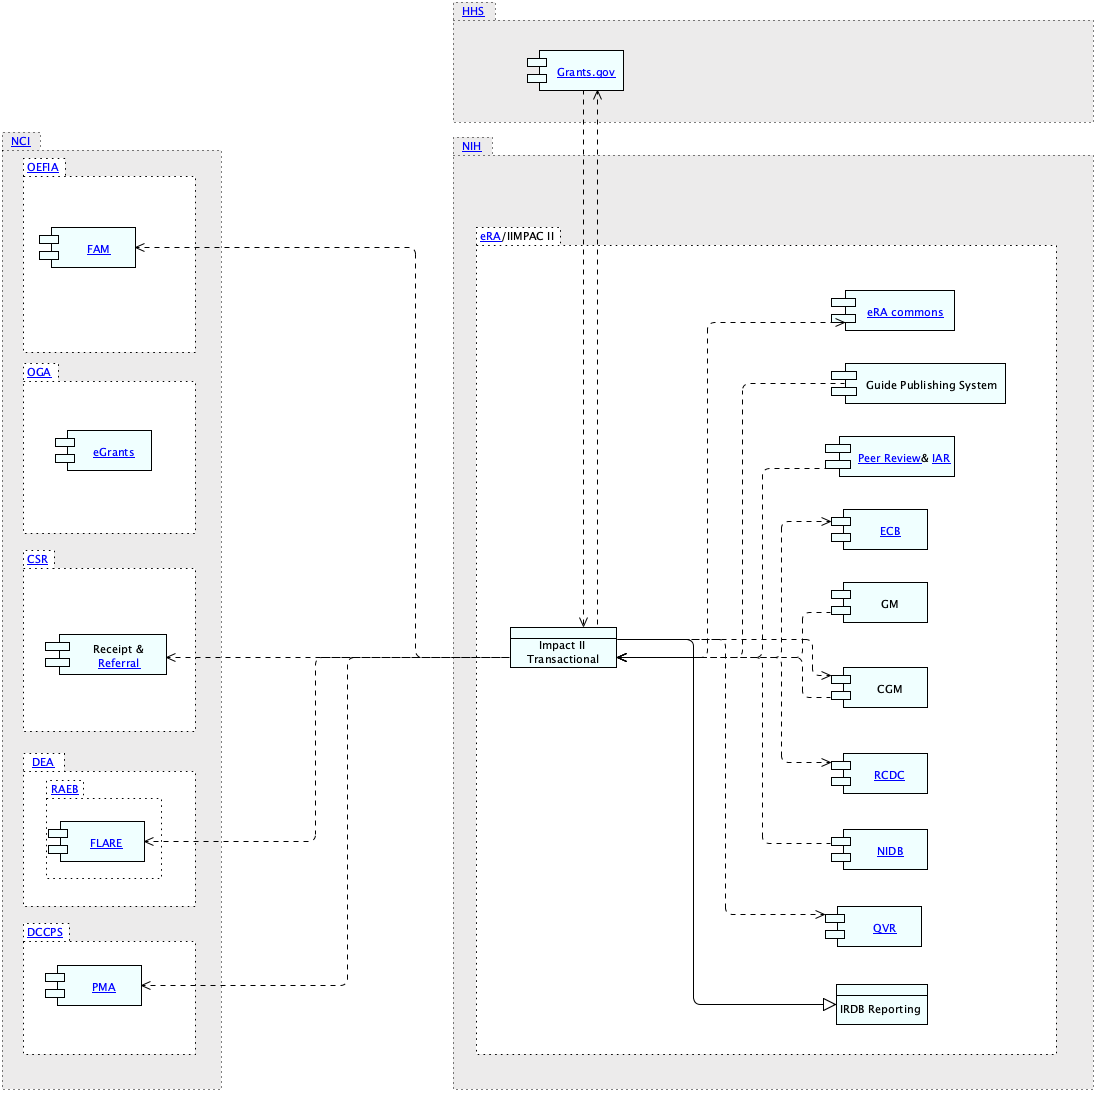 HHS
Grants.gov
NCI
OEFIA
FAM
OGA
eGrants
CSR
Receipt &
Referral
DEA
RAEB
FLARE
DCCPS
PMA
NIH
eRA/IIMPAC II
eRA commons
Guide Publishing System
Peer Review& IAR
ECB
GM
Impact II
Transactional
CGM
RCDC
NIDB
QVR
IRDB Reporting